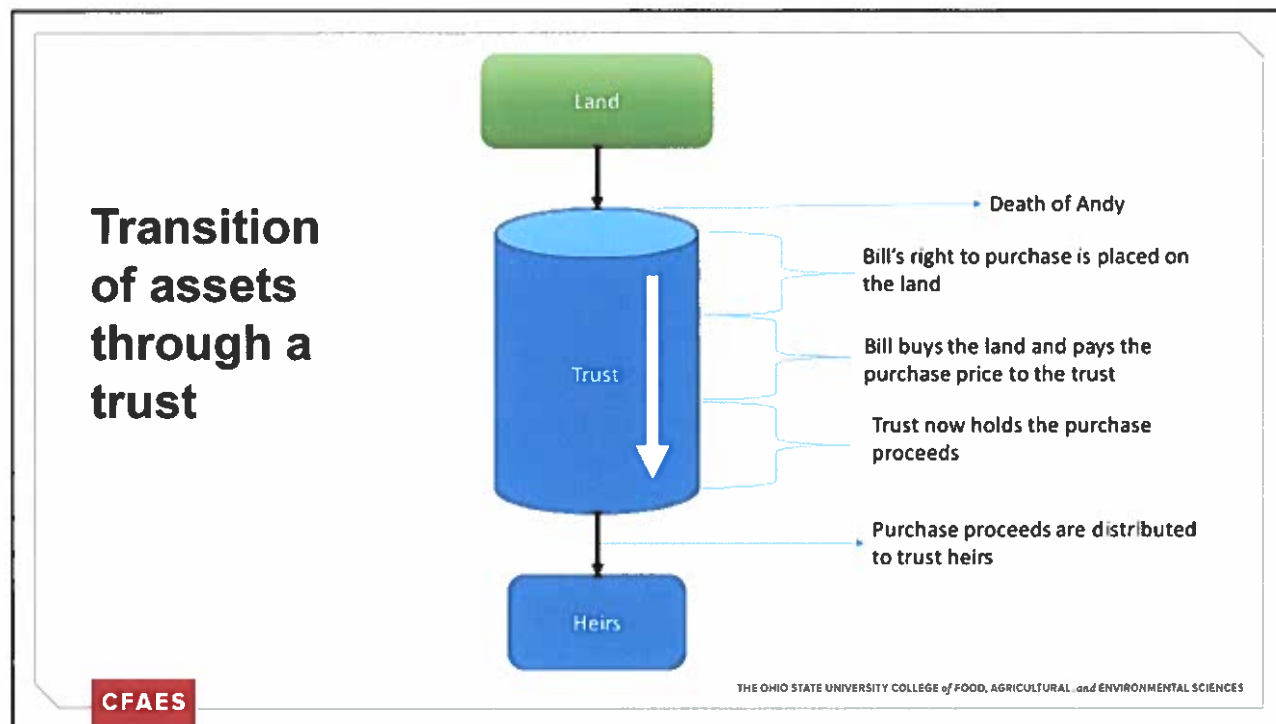 Land
Transition
of assets
through a
trust
Death of Andy
Bill's right to purchase is placed on
the land
Bill buys the land and pays the
purchase price to the trust
Trust
Trust now holds the purchase
proceeds
Purchase proceeds are distributed
to trust heirs
Heirs
CFAES
THE OHIO STATE UNIVERSITY COLLEGE of FOOD, AGRICULTURAL, and ENVIRONMENTAL SCIENCES